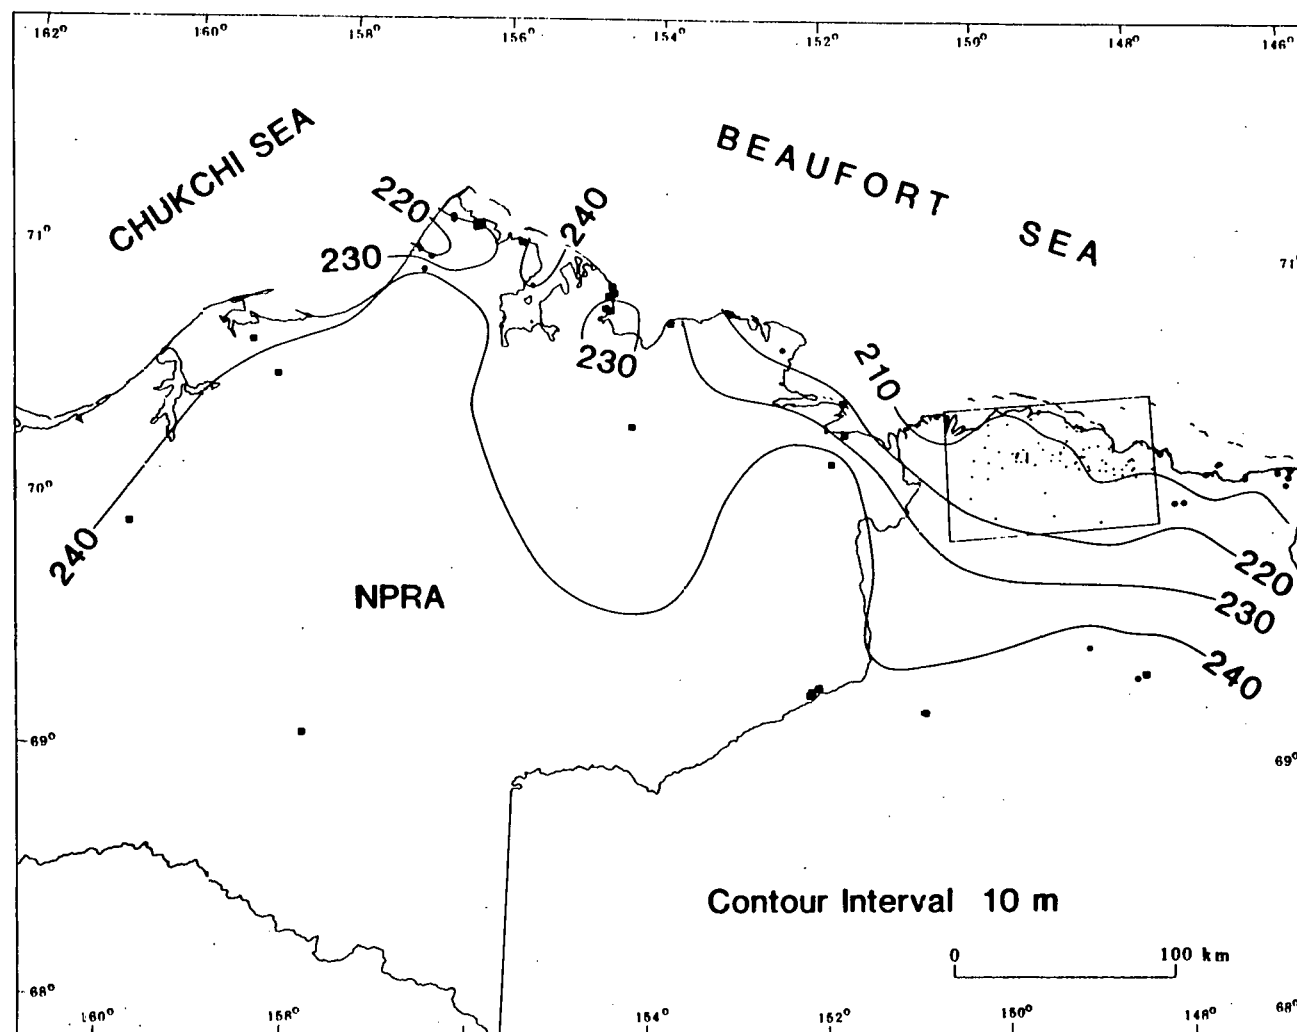 162° 160° 158° 156° 154° 152° 150° 148° 146°
CHUKCHI SEA
BEAUFORT SEA
71° 71°
220
240
230
230
210
70°
240
NPRA
220
230
240
69° 69°
Contour Interval 10 m
0 100 km
68° 68°
160° 158° 154° 152° 150° 148°